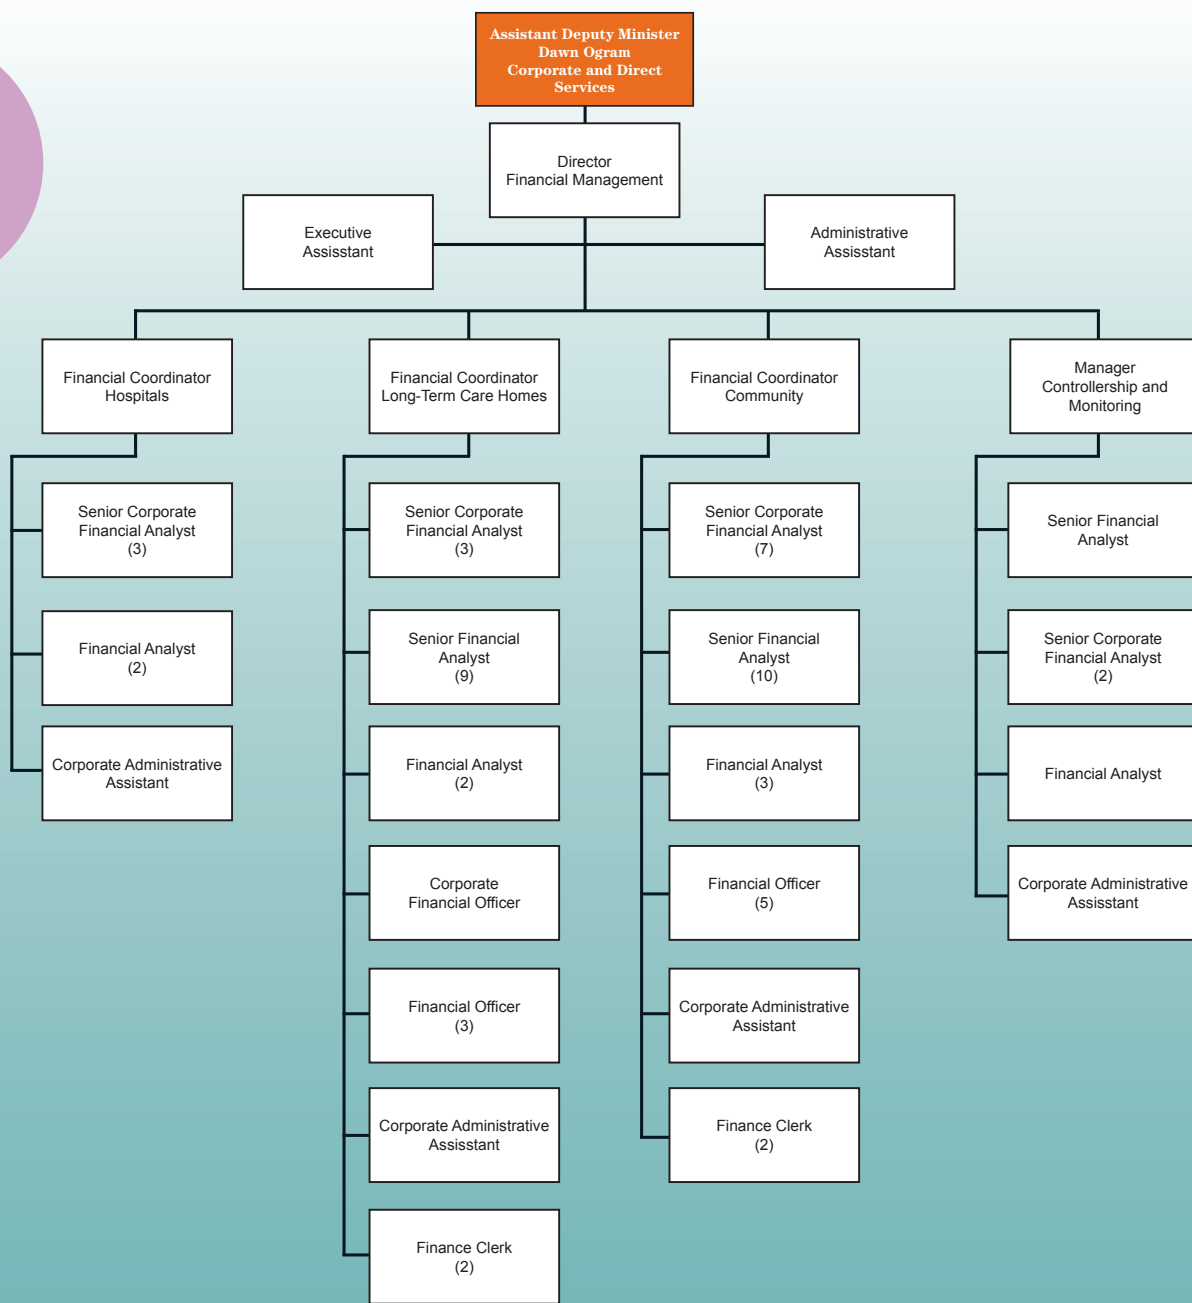 Assistant Deputy Minister
Dawn Ogram
Corporate and Direct
Services
Director
Financial Management
Executive
Assisstant
Administrative
Assisstant
Financial Coordinator
Hospitals
Financial Coordinator
Long-Term Care Homes
Financial Coordinator
Community
Manager
Controllership and
Monitoring
Senior Corporate
Financial Analyst
(3)
Financial Analyst
(2)
Corporate Administrative
Assistant
Senior Corporate
Financial Analyst
(3)
Senior Financial
Analyst
(9)
Financial Analyst
(2)
Corporate
Financial Officer
Financial Officer
(3)
Corporate Administrative
Assisstant
Finance Clerk
(2)
Senior Corporate
Financial Analyst
(7)
Senior Financial
Analyst
(10)
Financial Analyst
(3)
Financial Officer
(5)
Corporate Administrative
Assistant
Finance Clerk
(2)
Senior Financial
Analyst
Senior Corporate
Financial Analyst
(2)
Financial Analyst
Corporate Administrative
Assisstant